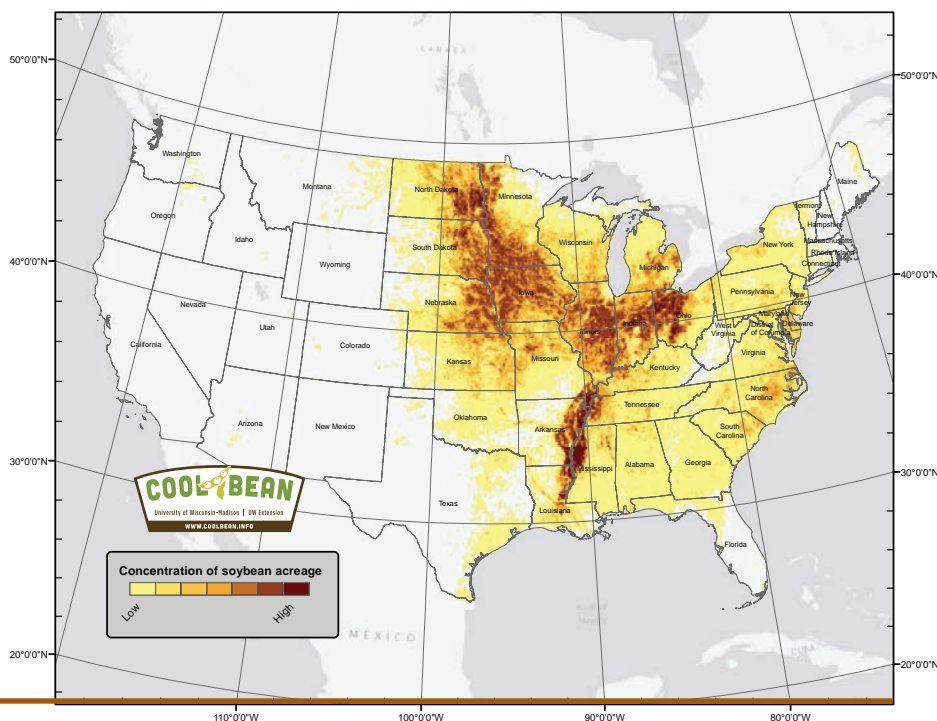 50°0'0"N
50°0'0"N
CANADA
Washington
Montana
North Dakota
Minnesota
Maine
Oregon
Vermont
New
Hampshire
Idaho
South Dakota
Wisconsin
New York
Massachusetts
Rhode Island
Connecticut
Wyoming
Michigan
40°0'0"N
40°0'0"N
Nevada
Nebraska
Iowa
Pennsylvania
New
Jersey
Utah
Illinois
Indiana
Ohio
Maryland
District
of Columbia
Delaware
West
Virginia
California
Colorado
Kansas
Missouri
Kentucky
Virginia
Arizona
New Mexico
Oklahoma
Arkansas
Tennessee
North
Carolina
South
Carolina
30°0'0"N
30°0'0"N
Mississippi
Alabama
Georgia
Texas
Louisiana
Florida
COOL BEAN
University of Wisconsin-Madison | UW Extension
WWW.COOLBEAN.INFO
Concentration of soybean acreage
Low
High
MEXICO
CUBA
20°0'0"N
20°0'0"N
110°0'0"W
100°0'0"W
90°0'0"W
80°0'0"W